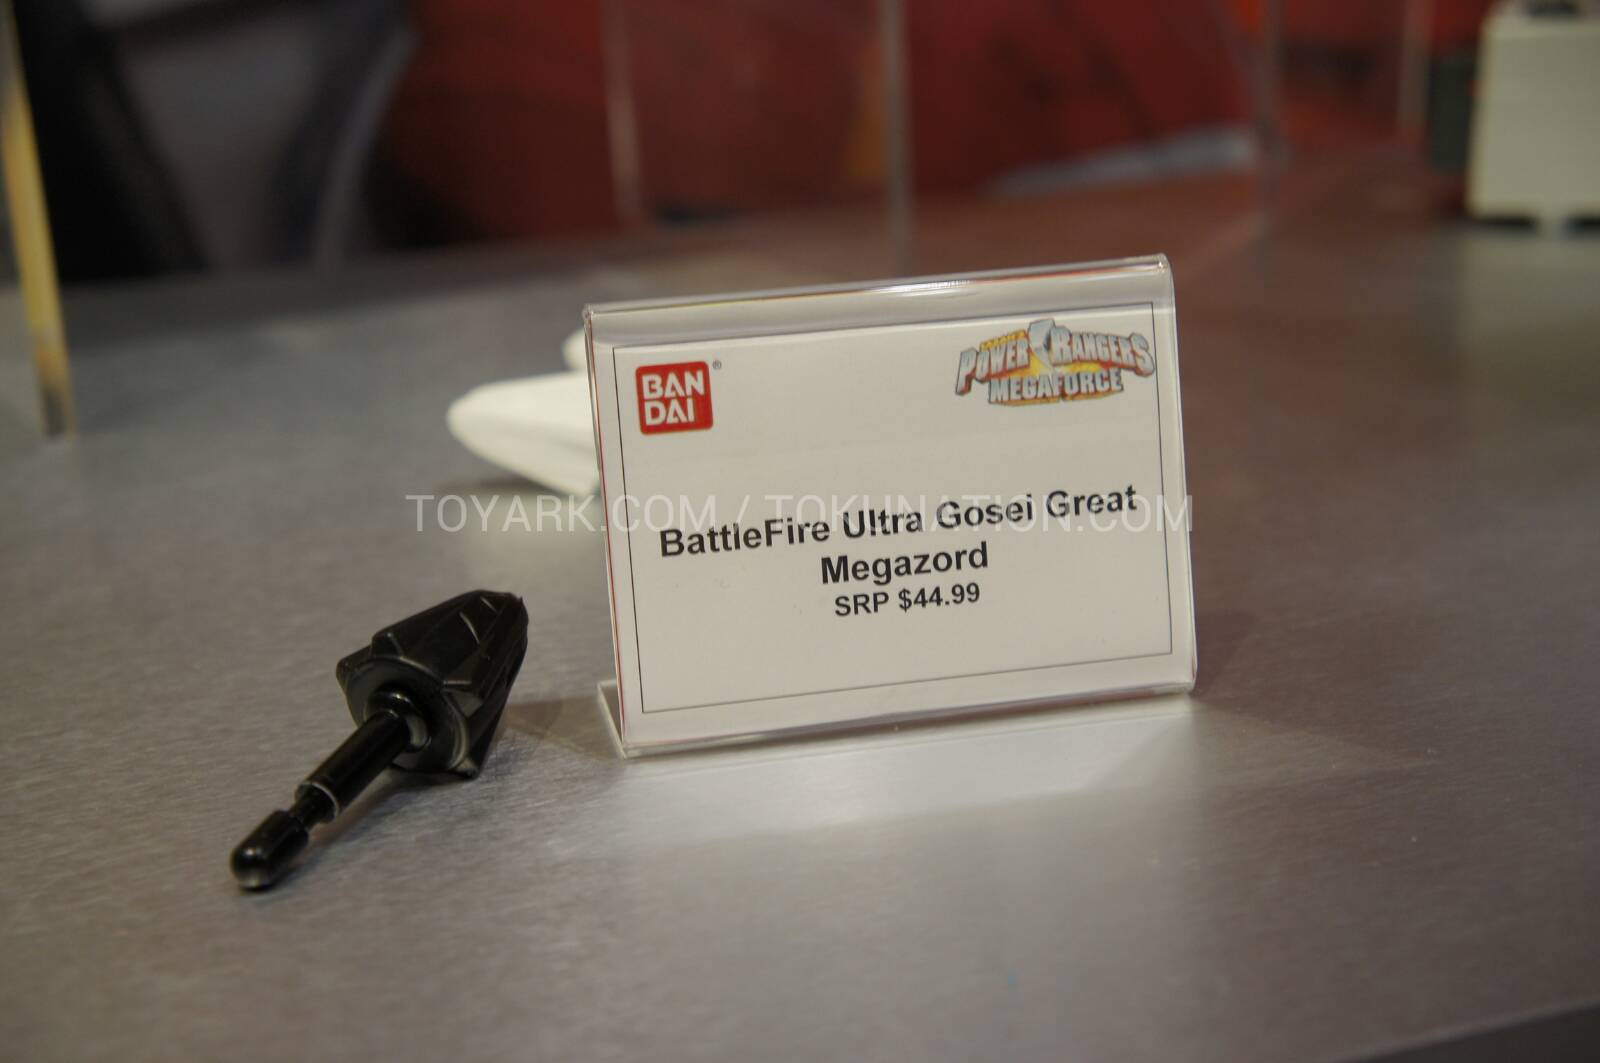 BAN
DAI
®
POWER RANGERS
MEGAFORCE
BattleFire Ultra Gosei Great
Megazord
SRP $44.99
TOYARK.COM / TOKUNATION.COM